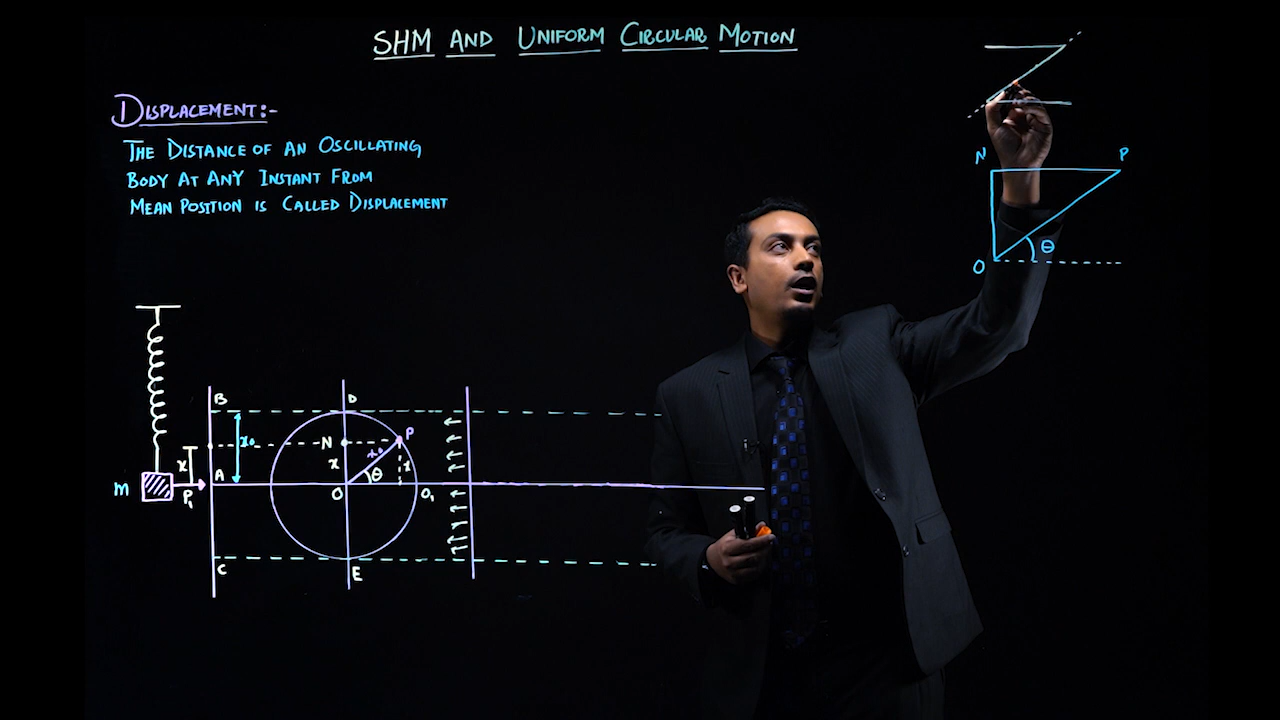 SHM AND UNIFORM CIRCULAR MOTION
DISPLACEMENT:-
THE DISTANCE OF AN OSCILLATING
BODY AT ANY INSTANT FROM
MEAN POSITION IS CALLED DISPLACEMENT
N P
O θ
m
x
P₁
B
x₀
A
C
D
N
x
O
x₀
θ
P
x
O₁
E